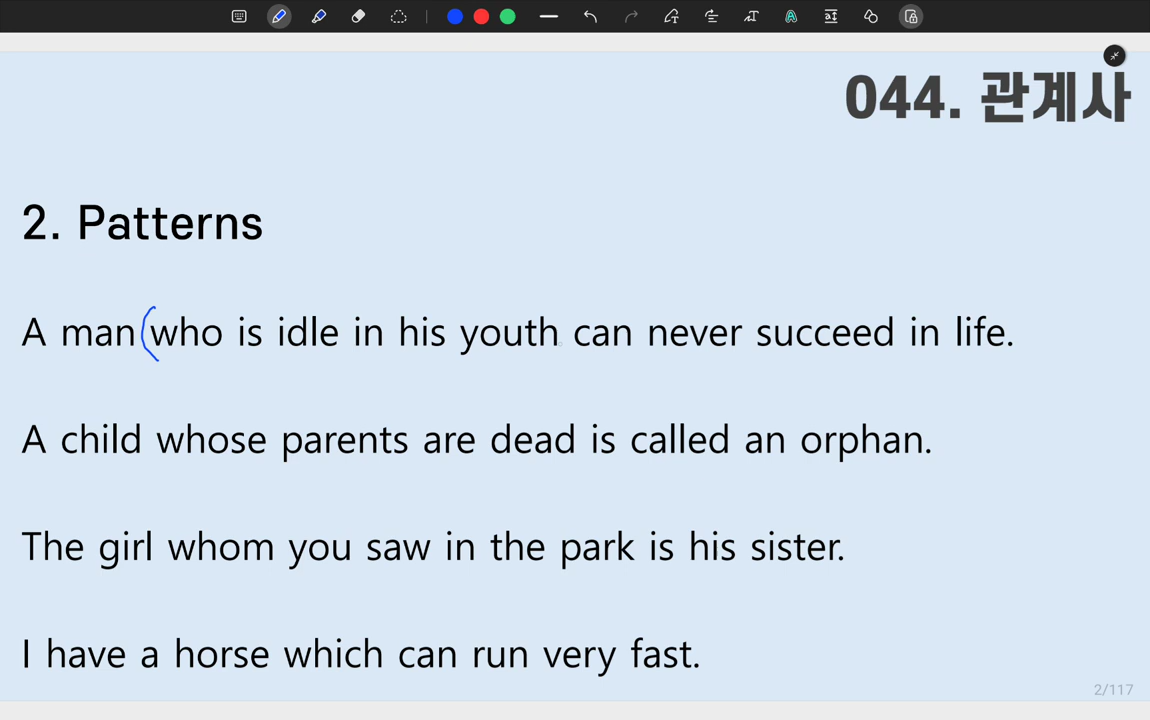 044. 관계사
2. Patterns
A man (who is idle in his youth can never succeed in life.
A child whose parents are dead is called an orphan.
The girl whom you saw in the park is his sister.
I have a horse which can run very fast.
2/117